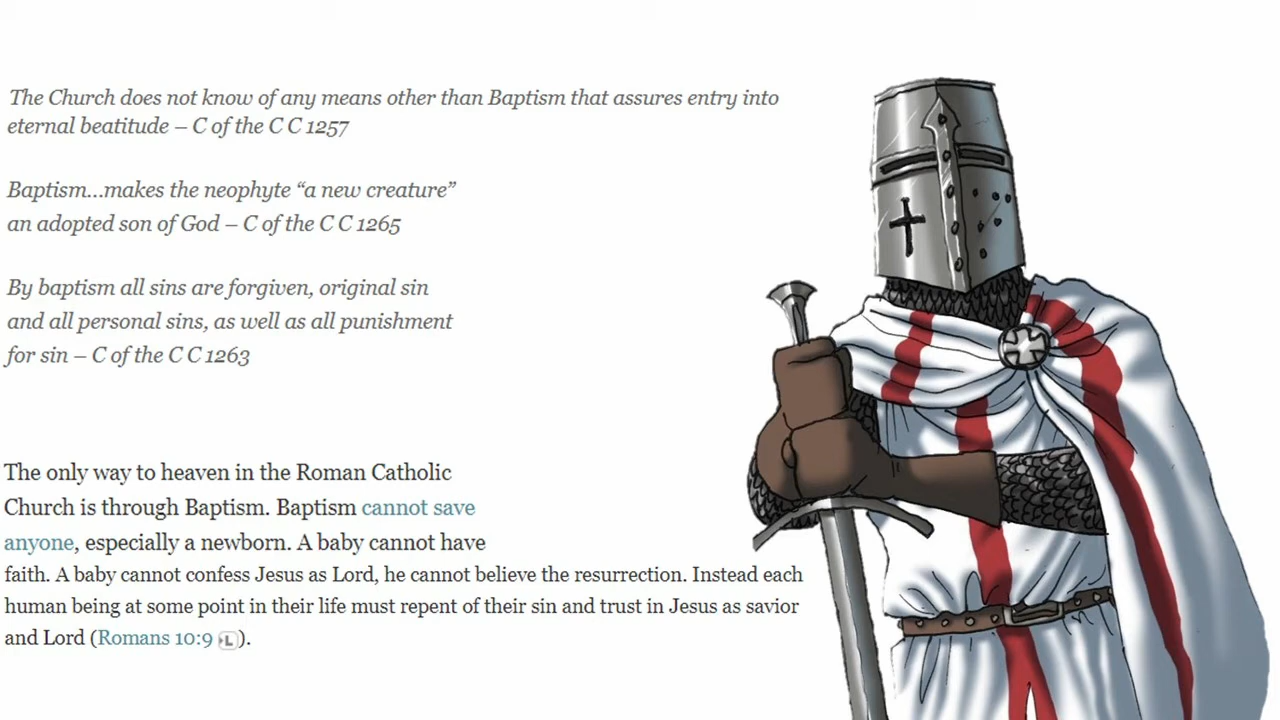 The Church does not know of any means other than Baptism that assures entry into
eternal beatitude – C of the C C 1257
Baptism...makes the neophyte “a new creature”
an adopted son of God – C of the C C 1265
By baptism all sins are forgiven, original sin
and all personal sins, as well as all punishment
for sin – C of the C C 1263
The only way to heaven in the Roman Catholic
Church is through Baptism. Baptism cannot save
anyone, especially a newborn. A baby cannot have
faith. A baby cannot confess Jesus as Lord, he cannot believe the resurrection. Instead each
human being at some point in their life must repent of their sin and trust in Jesus as savior
and Lord (Romans 10:9 L).